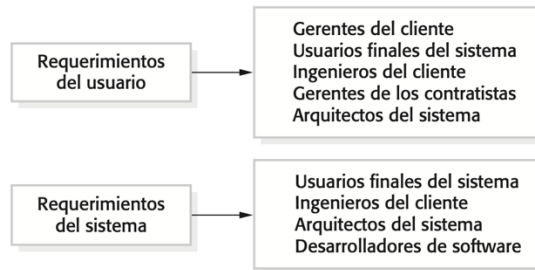 Requerimientos
del usuario
Gerentes del cliente
Usuarios finales del sistema
Ingenieros del cliente
Gerentes de los contratistas
Arquitectos del sistema
Requerimientos
del sistema
Usuarios finales del sistema
Ingenieros del cliente
Arquitectos del sistema
Desarrolladores de software